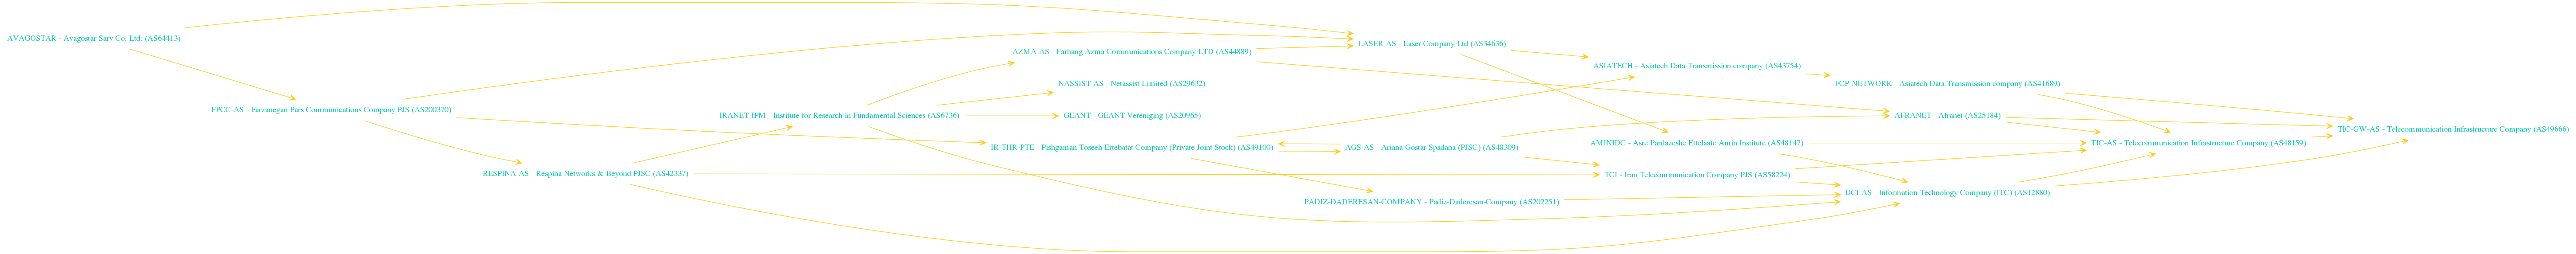 AVAGOSTAR - Avagostar Sarv Co. Ltd. (AS64413)
FPCC-AS - Farzanegan Pars Communications Company PJS (AS200370)
RESPINA-AS - Respina Networks & Beyond PJSC (AS42337)
IRANET-IPM - Institute for Research in Fundamental Sciences (AS6736)
AZMA-AS - Farhang Azma Communications Company LTD (AS44889)
NASSIST-AS - Netassist Limited (AS29632)
GEANT - GEANT Vereniging (AS20965)
IR-THR-PTE - Pishgaman Toseeh Ertebatat Company (Private Joint Stock) (AS49100)
LASER-AS - Laser Company Ltd (AS34636)
AGS-AS - Ariana Gostar Spadana (PJSC) (AS48309)
PADIZ-DADERESAN-COMPANY - Padiz-Daderesan-Company (AS202251)
ASIATECH - Asiatech Data Transmission company (AS43754)
AMINIDC - Asre Pardazeshe Ettelaate Amin Institute (AS48147)
TCI - Iran Telecommunication Company PJS (AS58224)
FCP-NETWORK - Asiatech Data Transmission company (AS41689)
AFRANET - Afranet (AS25184)
DCI-AS - Information Technology Company (ITC) (AS12880)
TIC-AS - Telecommunication Infrastructure Company (AS48159)
TIC-GW-AS - Telecommunication Infrastructure Company (AS49666)